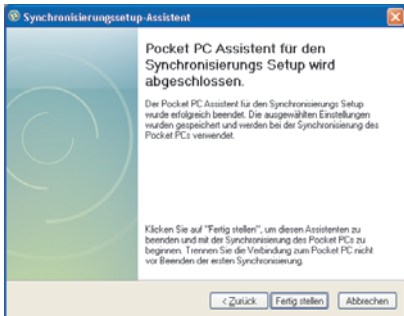 Synchronisierungssetup-Assistent
Pocket PC Assistent für den
Synchronisierungs Setup wird
abgeschlossen.
Der Pocket PC Assistent für den Synchronisierungs Setup
wurde erfolgreich beendet. Die ausgewählten Einstellungen
wurden gespeichert und werden bei der Synchronisierung des
Pocket PCs verwendet.
Klicken Sie auf "Fertig stellen", um diesen Assistenten zu
beenden und mit der Synchronisierung des Pocket PCs zu
beginnen. Trennen Sie die Verbindung zum Pocket PC nicht
vor Beenden der ersten Synchronisierung.
< Zurück Fertig stellen Abbrechen